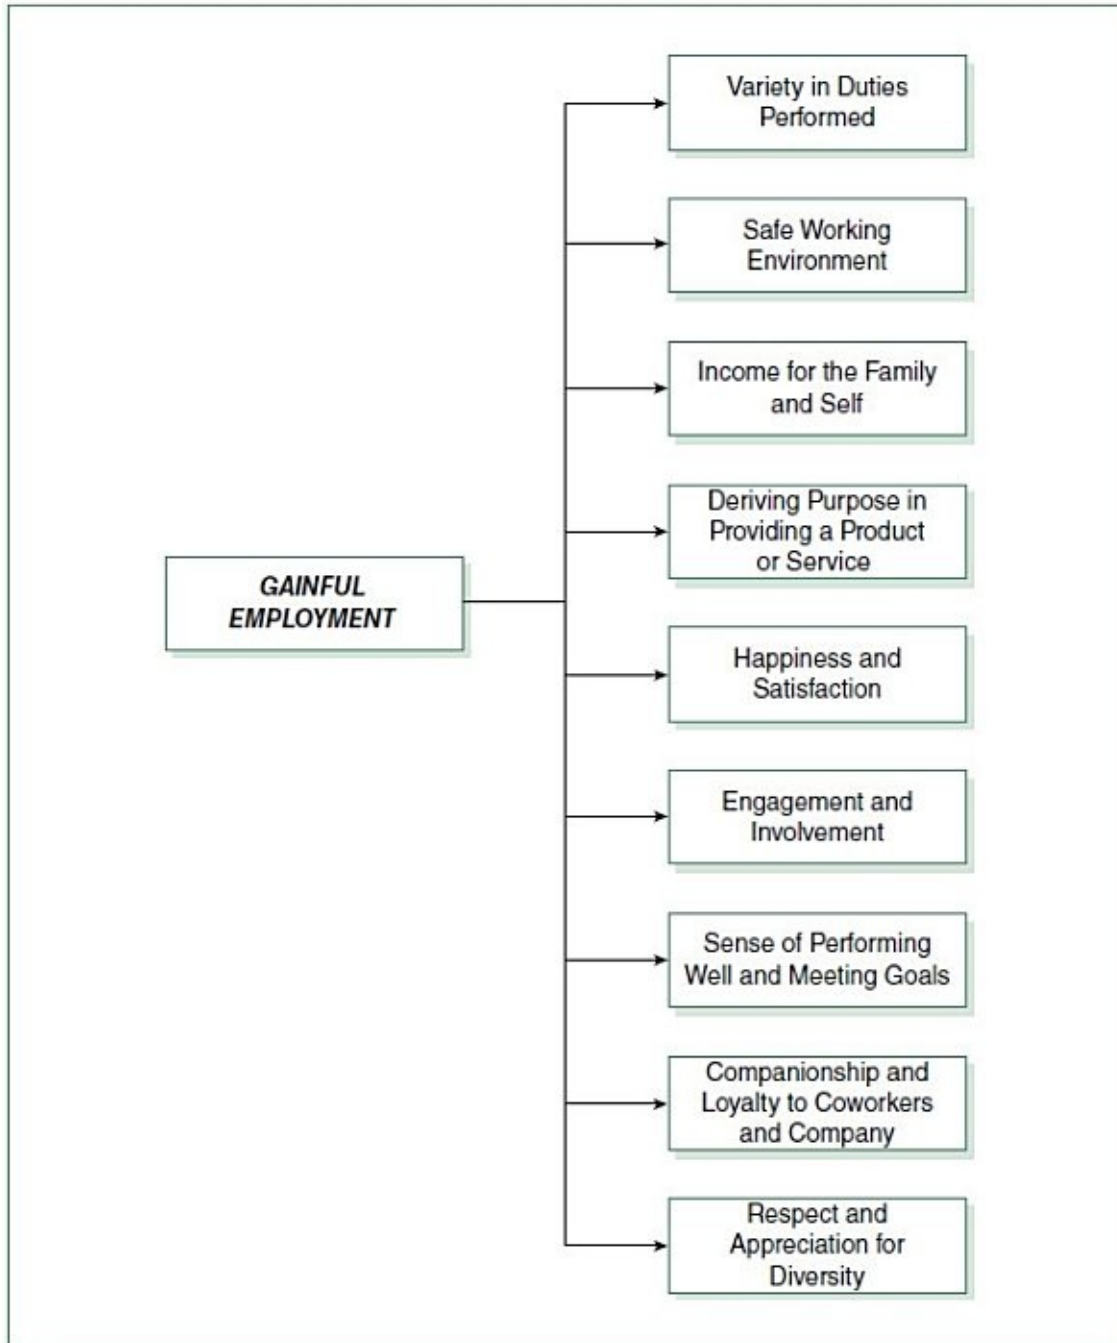 Variety in Duties
Performed
Safe Working
Environment
Income for the Family
and Self
Deriving Purpose in
Providing a Product
or Service
GAINFUL
EMPLOYMENT
Happiness and
Satisfaction
Engagement and
Involvement
Sense of Performing
Well and Meeting Goals
Companionship and
Loyalty to Coworkers
and Company
Respect and
Appreciation for
Diversity